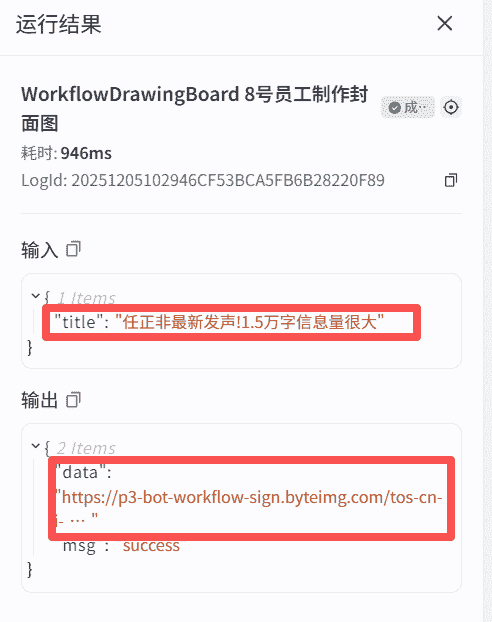 运行结果
WorkflowDrawingBoard 8号员工制作封
面图
成…
耗时: 946ms
LogId: 20251205102946CF53BCA5FB6B28220F89
输入
{ 1 Items
"title": "任正非最新发声!1.5万字信息量很大"
}
输出
{ 2 Items
"data":
"https://p3-bot-workflow-sign.byteimg.com/tos-cn-
i- … "
msg : success
}